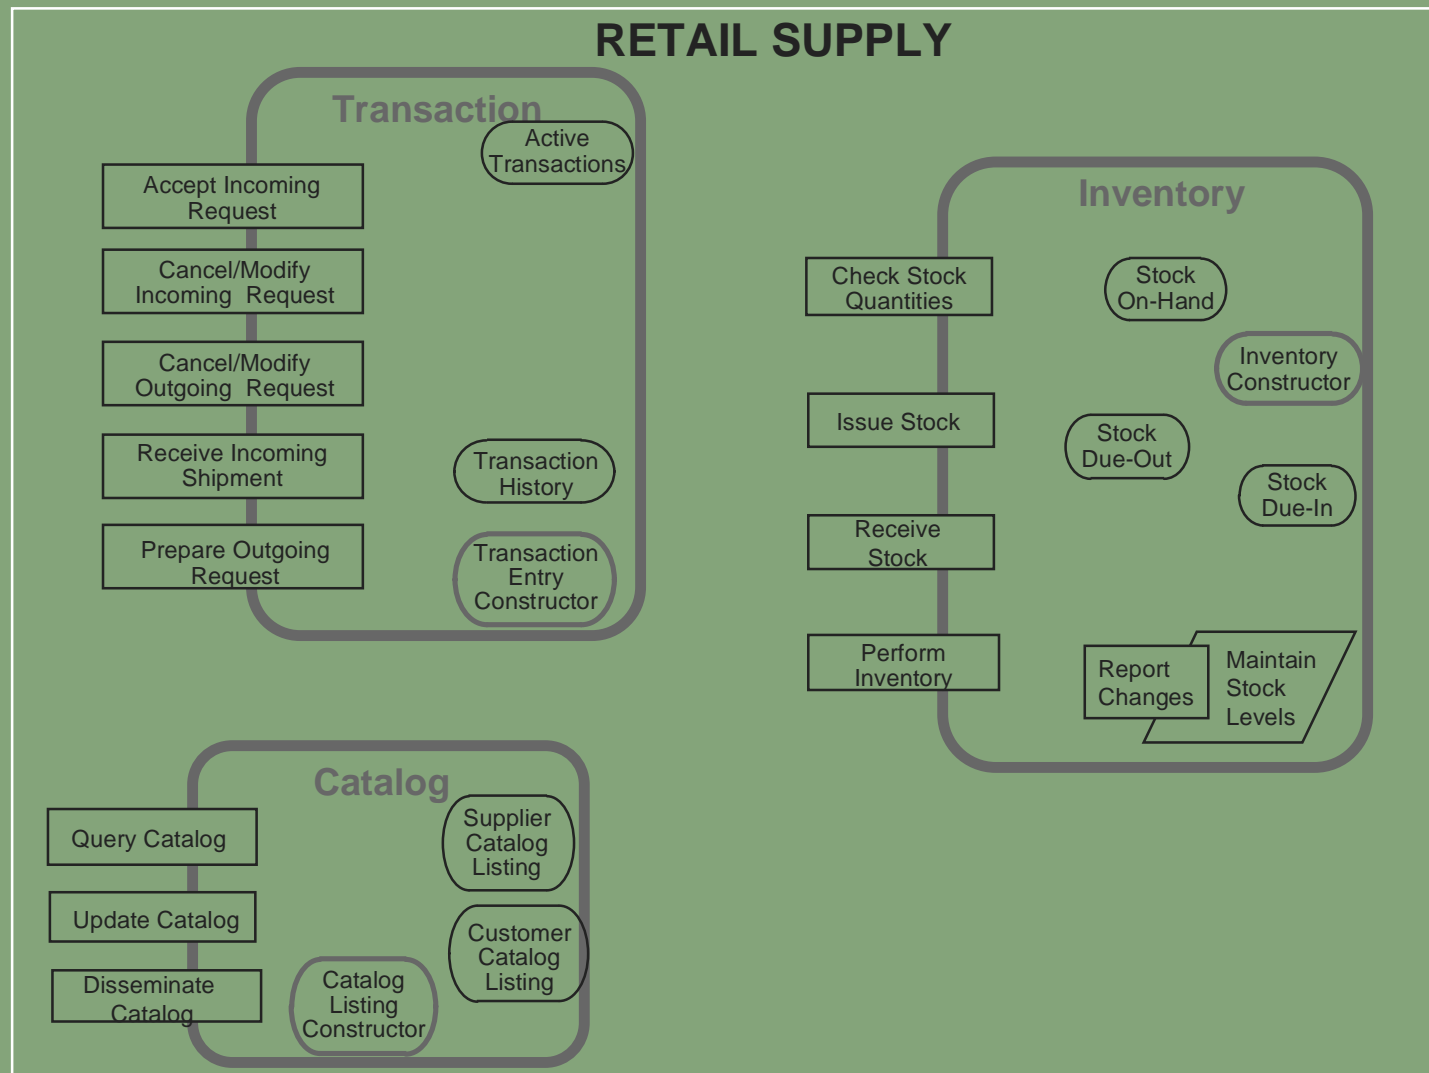 RETAIL SUPPLY
Transaction
Active
Transactions
Accept Incoming
Request
Cancel/Modify
Incoming  Request
Cancel/Modify
Outgoing  Request
Receive Incoming
Shipment
Transaction
History
Prepare Outgoing
Request
Transaction
Entry
Constructor
Inventory
Check Stock
Quantities
Stock
On-Hand
Inventory
Constructor
Issue Stock
Stock
Due-Out
Stock
Due-In
Receive
Stock
Perform
Inventory
Report
Changes
Maintain
Stock
Levels
Catalog
Query Catalog
Supplier
Catalog
Listing
Update Catalog
Customer
Catalog
Listing
Disseminate
Catalog
Catalog
Listing
Constructor